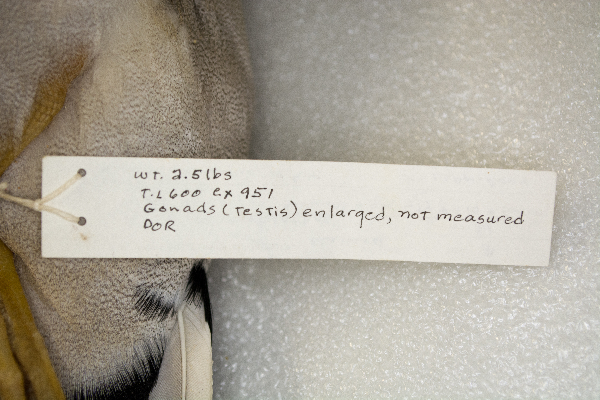 WT. 2.5lbs
T.L 600 ex 951
Gonads (Testis) enlarged, not measured
DOR